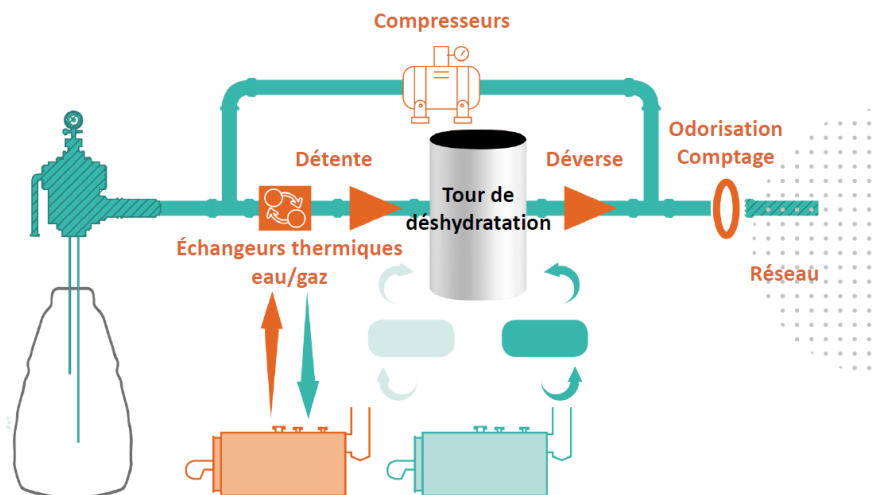 Compresseurs
Odorisation
Comptage
Détente
Déverse
Tour de
déshydratation
Échangeurs thermiques
eau/gaz
Réseau